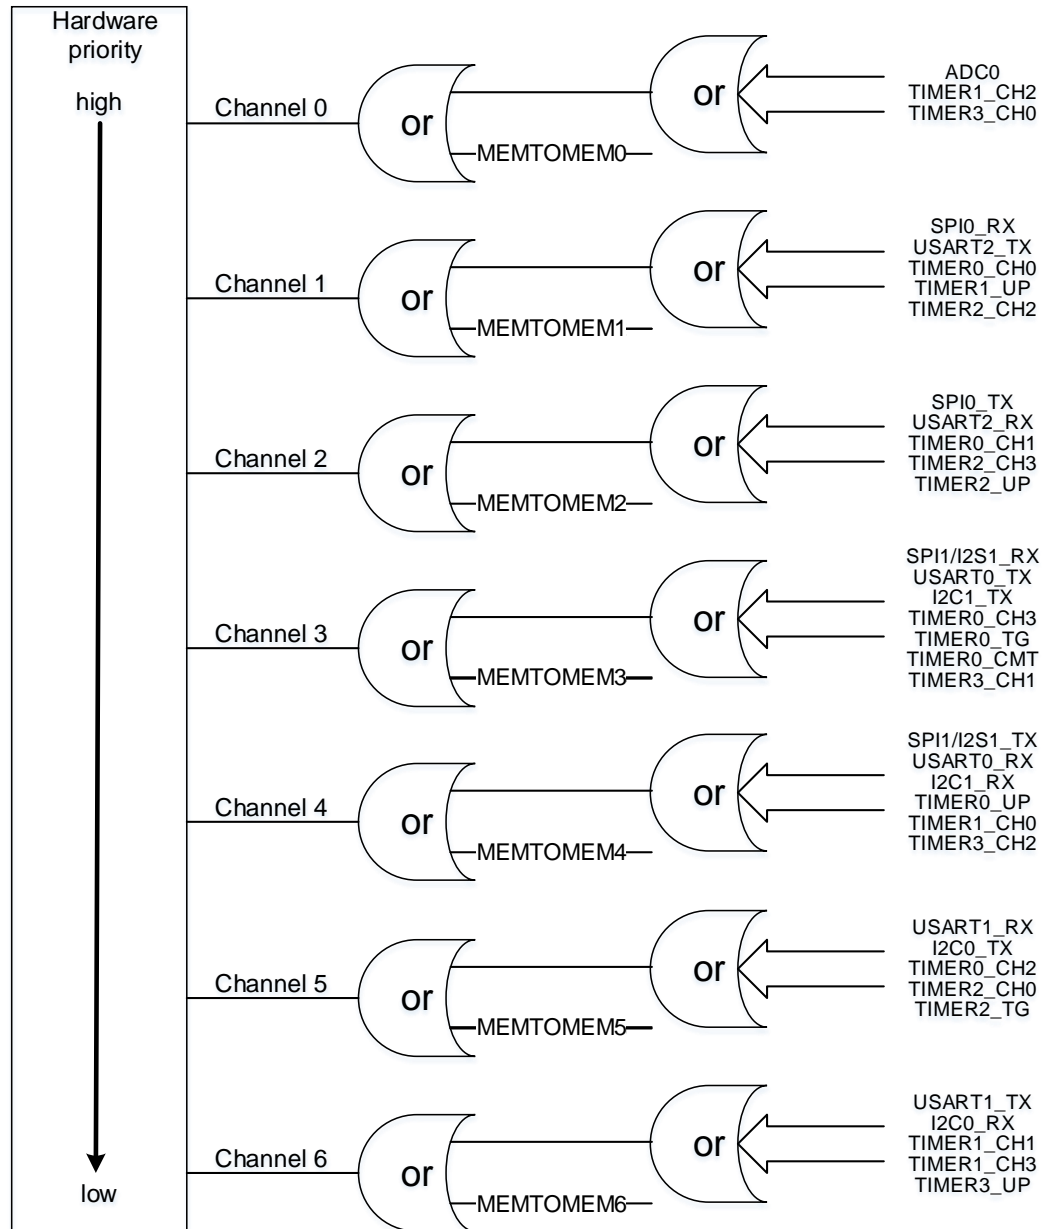 Hardware
priority
high
Channel 0
or
MEMTOMEM0
or
ADC0
TIMER1_CH2
TIMER3_CH0
Channel 1
or
MEMTOMEM1
or
SPI0_RX
USART2_TX
TIMER0_CH0
TIMER1_UP
TIMER2_CH2
Channel 2
or
MEMTOMEM2
or
SPI0_TX
USART2_RX
TIMER0_CH1
TIMER2_CH3
TIMER2_UP
Channel 3
or
MEMTOMEM3
or
SPI1/I2S1_RX
USART0_TX
I2C1_TX
TIMER0_CH3
TIMER0_TG
TIMER0_CMT
TIMER3_CH1
Channel 4
or
MEMTOMEM4
or
SPI1/I2S1_TX
USART0_RX
I2C1_RX
TIMER0_UP
TIMER1_CH0
TIMER3_CH2
Channel 5
or
MEMTOMEM5
or
USART1_RX
I2C0_TX
TIMER0_CH2
TIMER2_CH0
TIMER2_TG
Channel 6
or
MEMTOMEM6
or
USART1_TX
I2C0_RX
TIMER1_CH1
TIMER1_CH3
TIMER3_UP
low